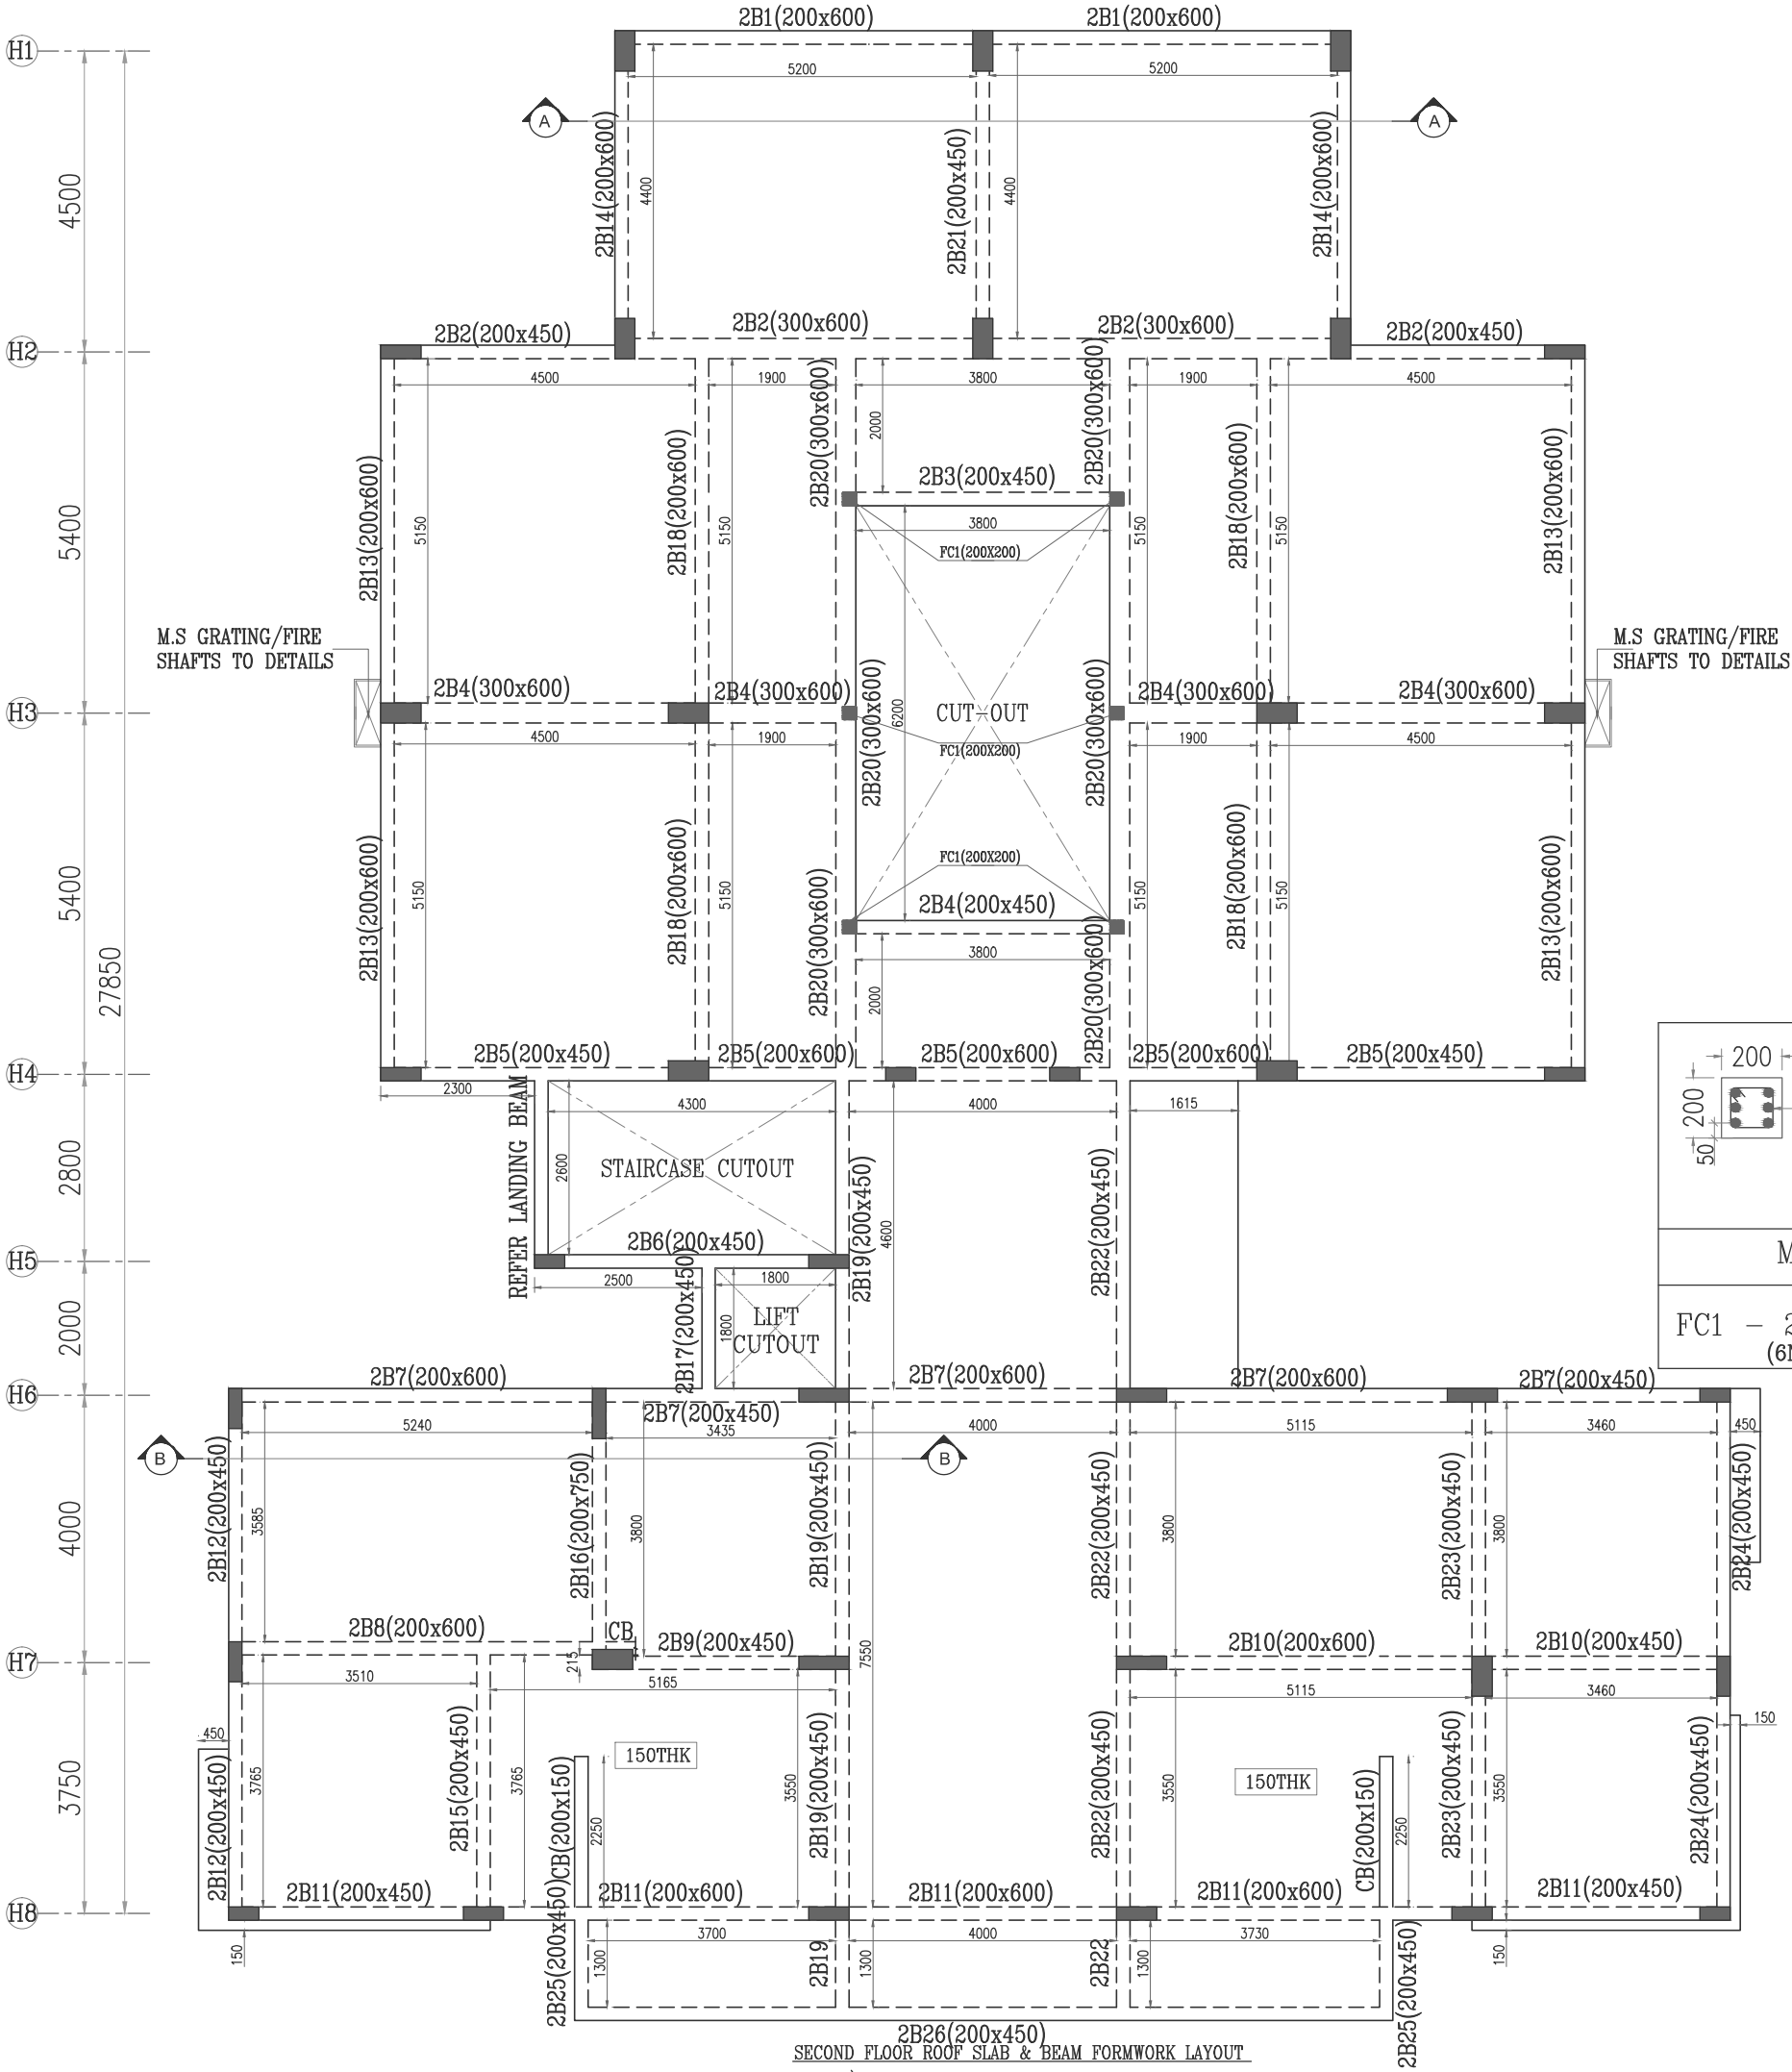 2B1(200x600)
2B1(200x600)
H1
5200
5200
A
A
4500
2B14(200x600)
4400
2B21(200x450)
4400
2B14(200x600)
2B2(200x450)
2B2(300x600)
2B2(300x600)
2B2(200x450)
H2
4500
1900
3800
1900
4500
2000
2B20(300x600)
2B20(300x600)
2B3(200x450)
3800
FC1(200X200)
5400
2B13(200x600)
5150
2B18(200x600)
5150
5150
2B18(200x600)
5150
2B13(200x600)
M.S GRATING/FIRE
SHAFTS TO DETAILS
M.S GRATING/FIRE
SHAFTS TO DETAILS
2B4(300x600)
2B4(300x600)
2B4(300x600)
2B4(300x600)
H3
2B20(300x600)
6200
CUT-OUT
2B20(300x600)
4500
1900
FC1(200X200)
1900
4500
5400
27850
2B13(200x600)
5150
2B18(200x600)
5150
2B20(300x600)
FC1(200X200)
2B4(200x450)
3800
2000
2B20(300x600)
5150
2B18(200x600)
5150
2B13(200x600)
2B5(200x450)
2B5(200x600)
2B5(200x600)
2B5(200x600)
2B5(200x450)
H4
2300
4300
4000
1615
200
200
50
2800
REFER LANDING BEAM
2600
STAIRCASE CUTOUT
2B6(200x450)
2B19(200x450)
4600
2B22(200x450)
H5
2500
1800
2000
2B17(200x450)
1800
LIFT
CUTOUT
M
FC1 - 2
2B7(200x600)
2B7(200x600)
2B7(200x600)
2B7(200x450)
H6
2B7(200x450)
5240
3435
4000
5115
3460
450
B
B
4000
2B12(200x450)
3585
2B16(200x750)
3800
2B19(200x450)
2B22(200x450)
3800
2B23(200x450)
3800
2B24(200x450)
2B8(200x600)
CB
2B9(200x450)
7550
2B10(200x600)
2B10(200x450)
H7
215
3510
5165
5115
3460
450
150
3750
2B12(200x450)
3765
2B15(200x450)
3765
CB(200x150)
150THK
2250
3550
2B19(200x450)
2B22(200x450)
3550
150THK
CB(200x150)
2250
2B23(200x450)
3550
2B24(200x450)
2B11(200x450)
2B11(200x600)
2B11(200x600)
2B11(200x600)
2B11(200x450)
H8
3700
4000
3730
150
2B25(200x450)
1300
2B19
1300
2B22
1300
2B25(200x450)
150
2B26(200x450)
SECOND FLOOR ROOF SLAB & BEAM FORMWORK LAYOUT